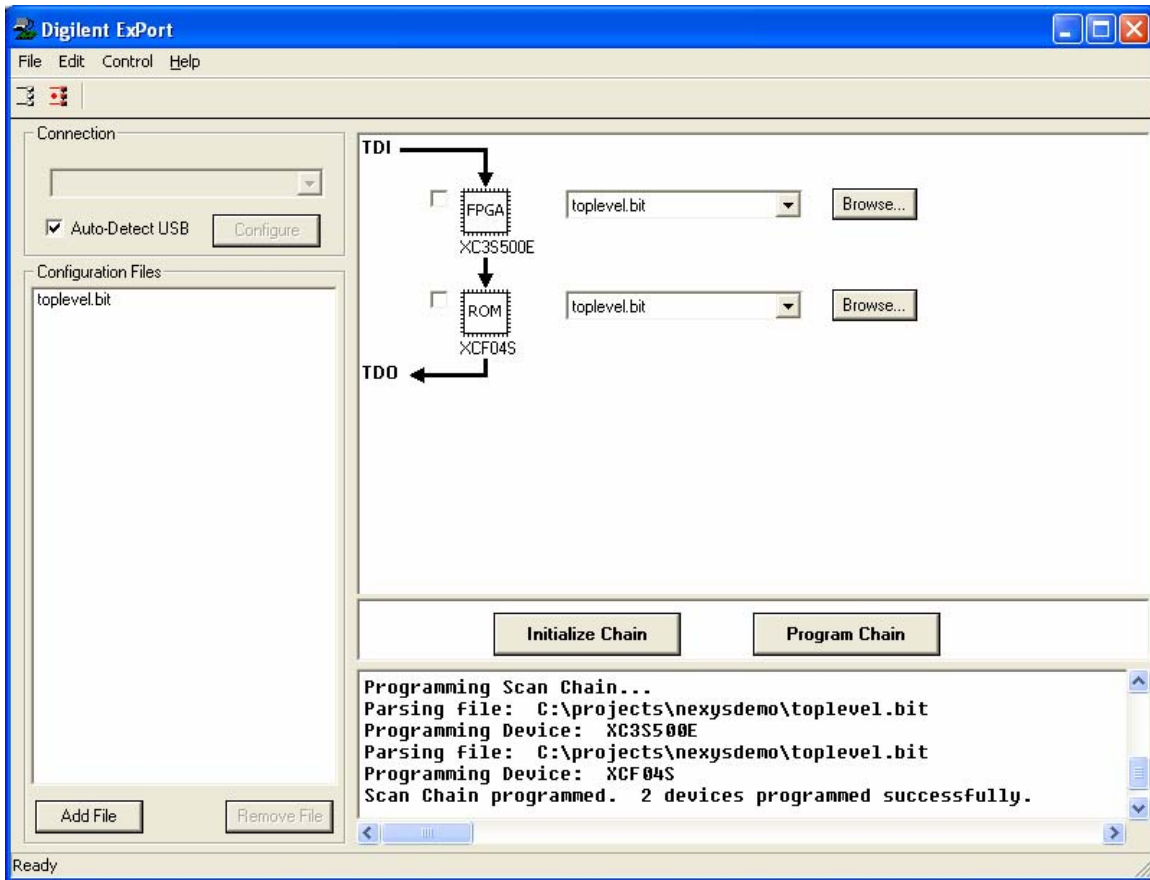 Digilent ExPort
File Edit Control Help
Connection
Auto-Detect USB Configure
Configuration Files
toplevel.bit
Add File Remove File
TDI
FPGA toplevel.bit Browse...
XC3S500E
ROM toplevel.bit Browse...
XCF04S
TDO
Initialize Chain Program Chain
Programming Scan Chain...
Parsing file: C:\projects\nexysdemo\toplevel.bit
Programming Device: XC3S500E
Parsing file: C:\projects\nexysdemo\toplevel.bit
Programming Device: XCF04S
Scan Chain programmed. 2 devices programmed successfully.
Ready